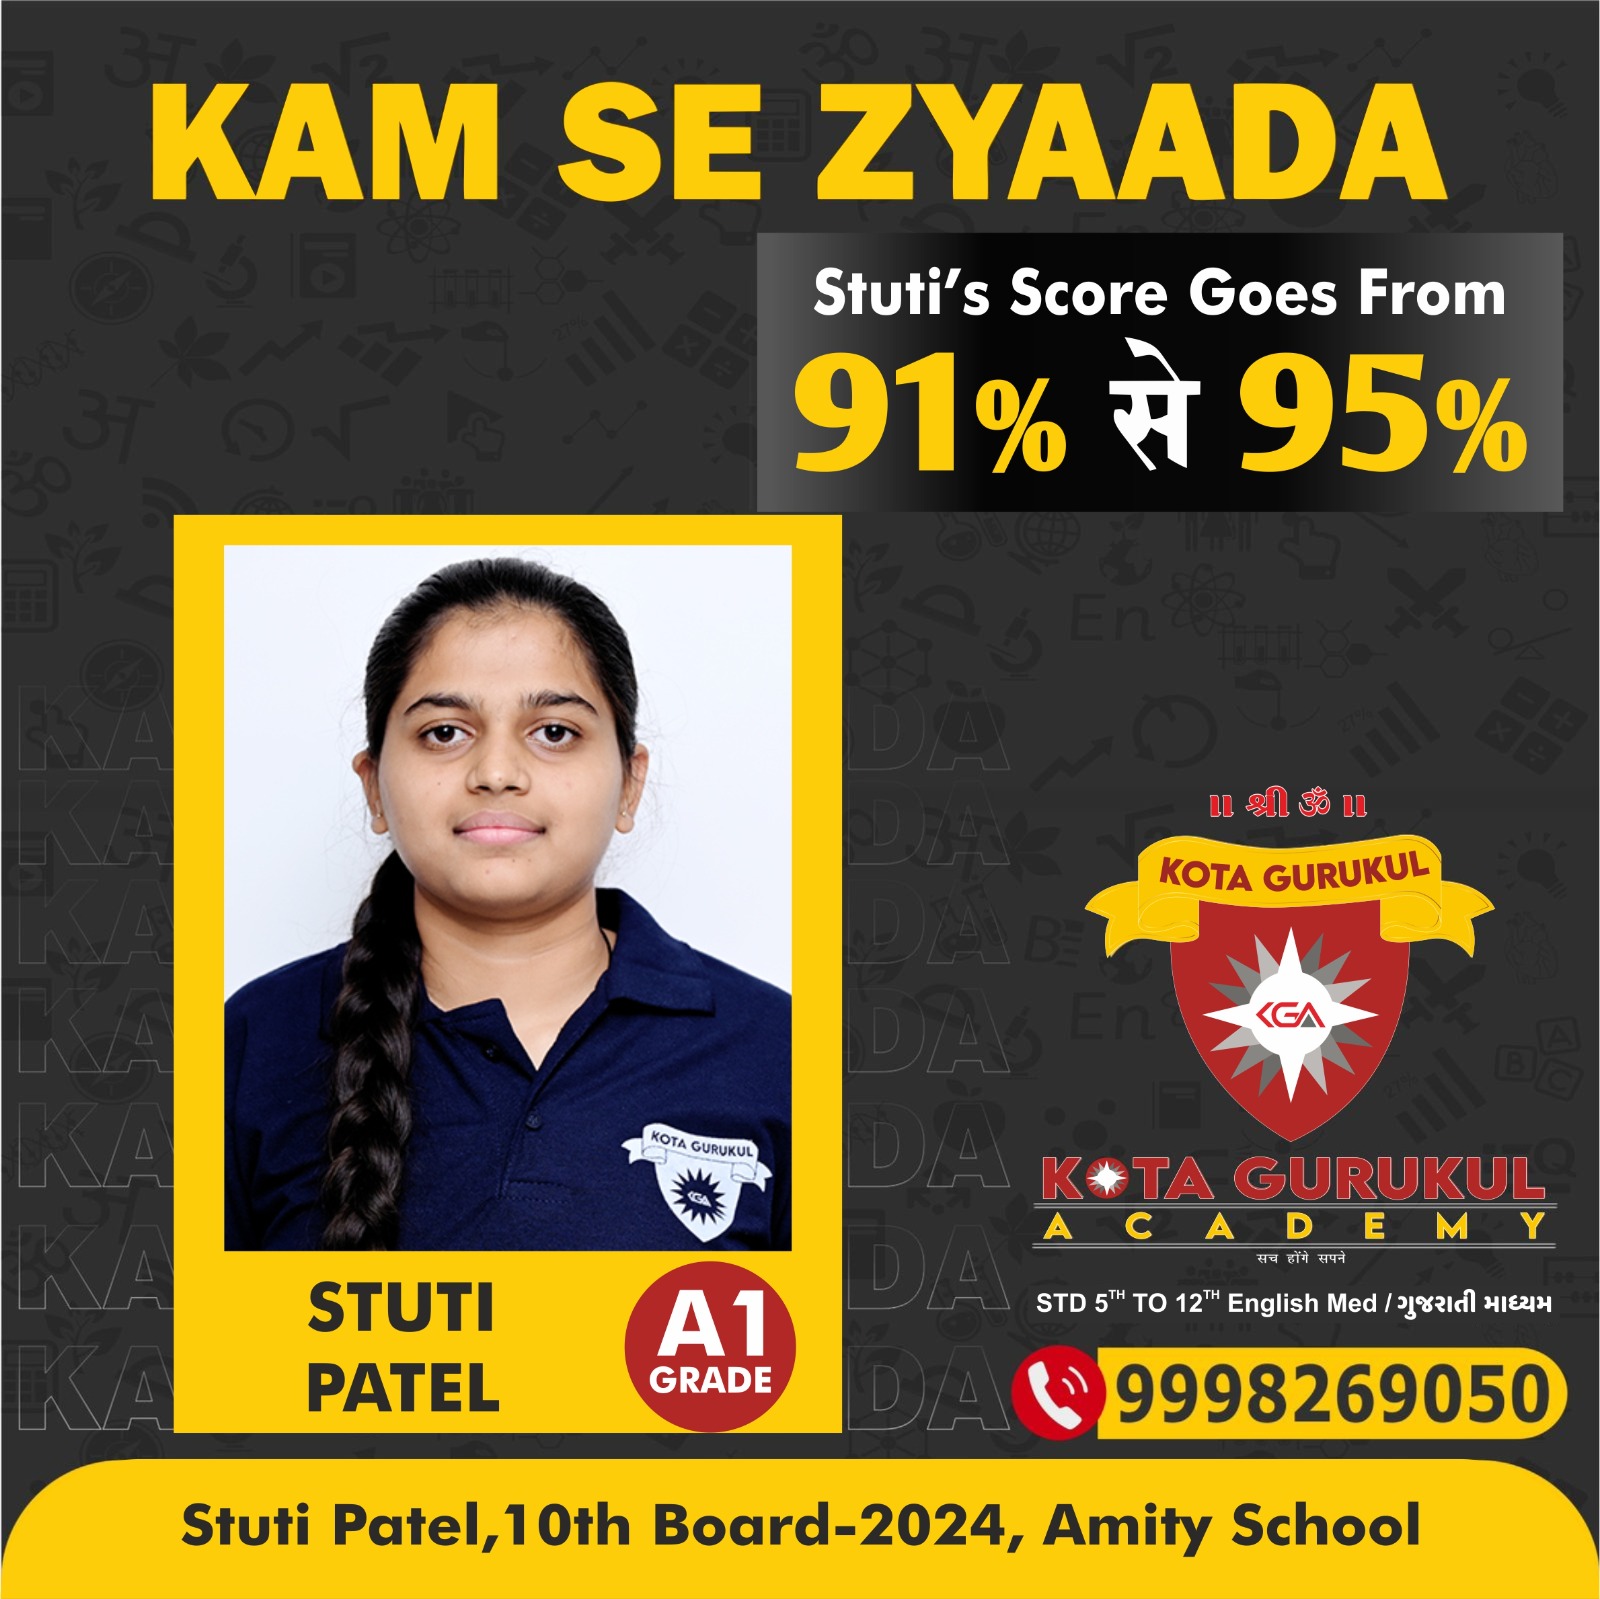 KAM SE ZYAADA
Stuti's Score Goes From
91% से 95%
KOTA GURUKUL
KGA
STUTI
PATEL
A1
GRADE
॥ श्री ॐ ॥
KOTA GURUKUL
KGA
KOTA GURUKUL
ACADEMY
सच होंगे सपने
STD 5TH TO 12TH English Med / ગુજરાતી માધ્યમ
9998269050
Stuti Patel,10th Board-2024, Amity School